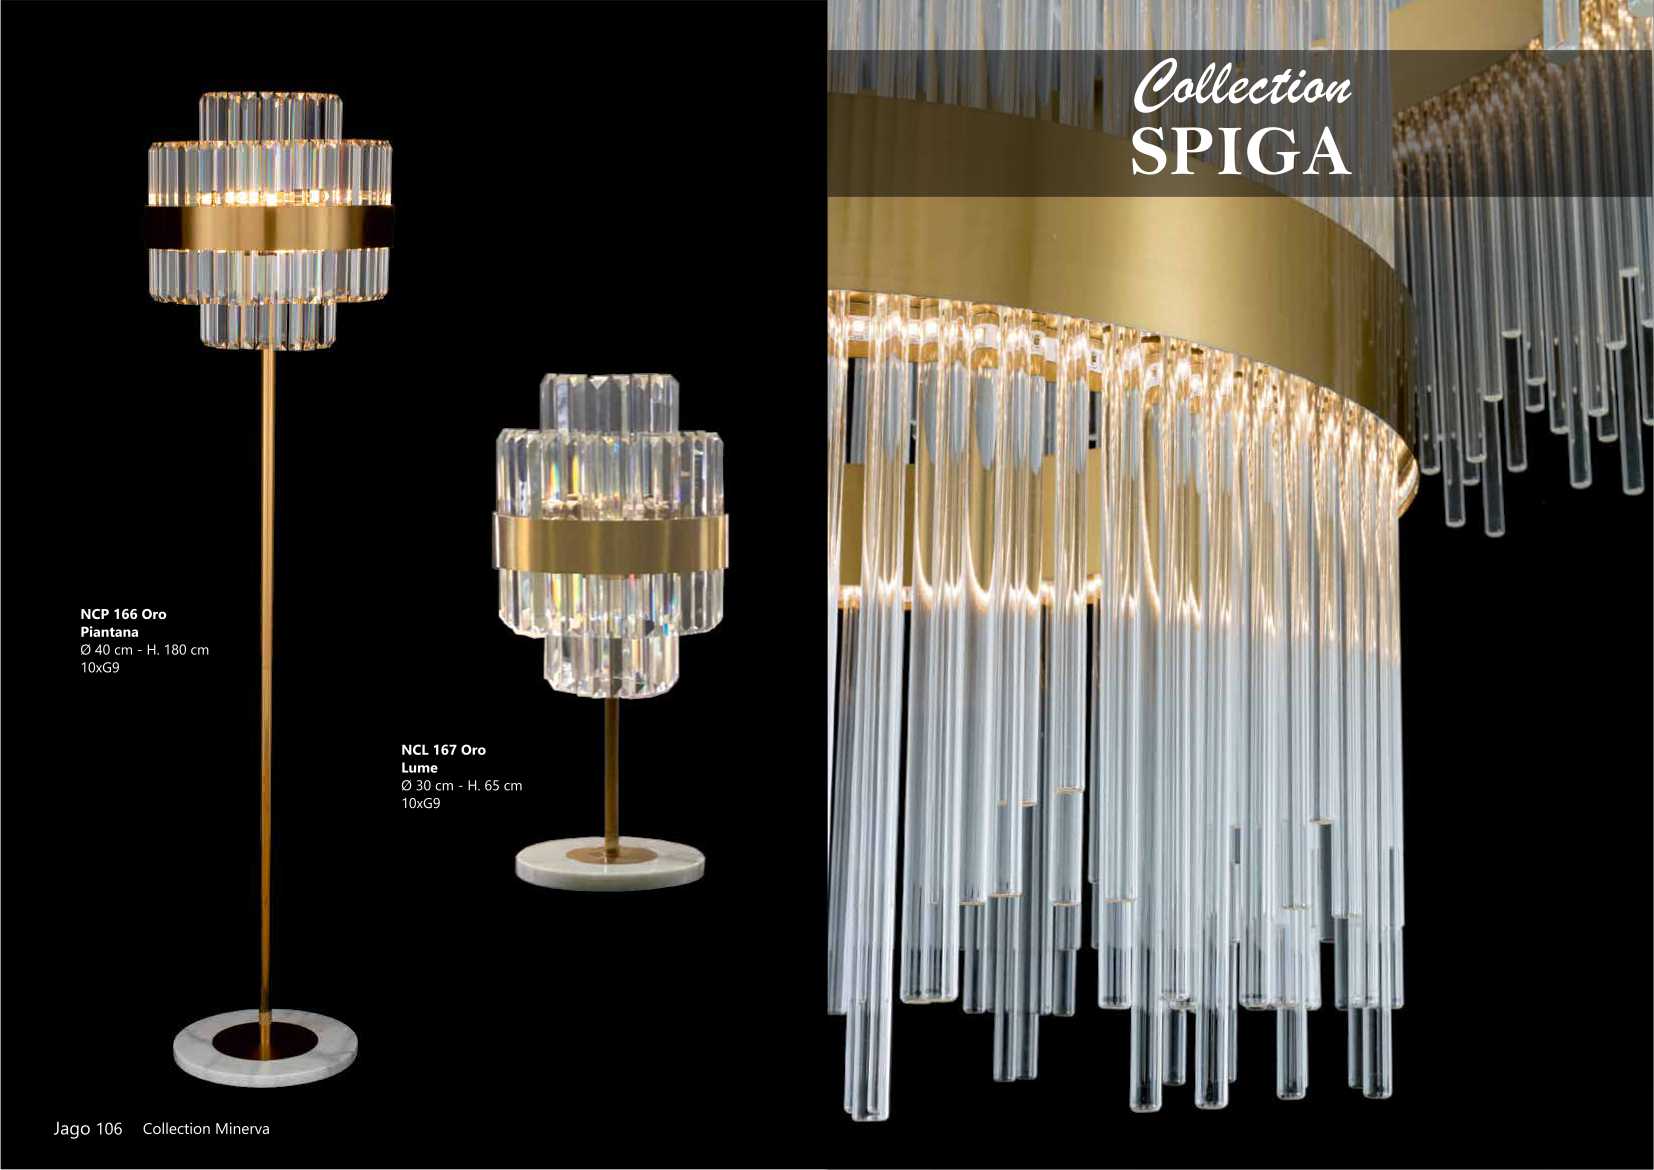 NCP 166 Oro
Piantana
Ø 40 cm - H. 180 cm
10xG9
NCL 167 Oro
Lume
Ø 30 cm - H. 65 cm
10xG9
Jago 106 Collection Minerva
Collection
SPIGA